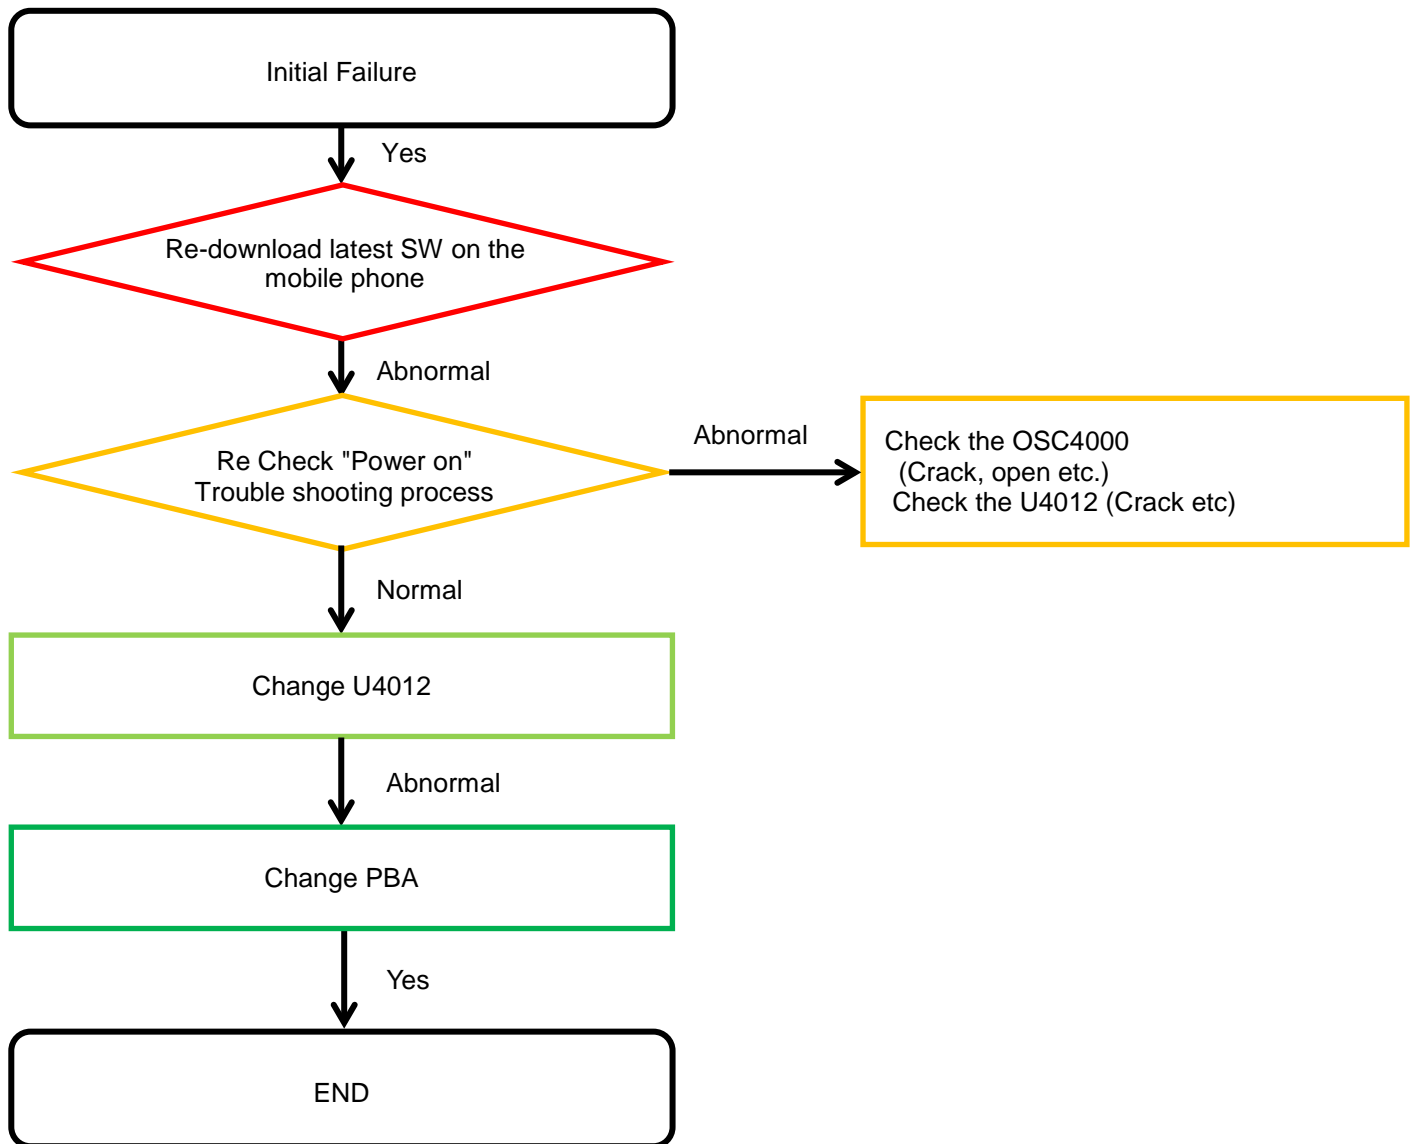 Initial Failure
Yes
Re-download latest SW on the
mobile phone
Abnormal
Re Check "Power on"
Trouble shooting process
Abnormal
Check the OSC4000
(Crack, open etc.)
Check the U4012 (Crack etc)
Normal
Change U4012
Abnormal
Change PBA
Yes
END